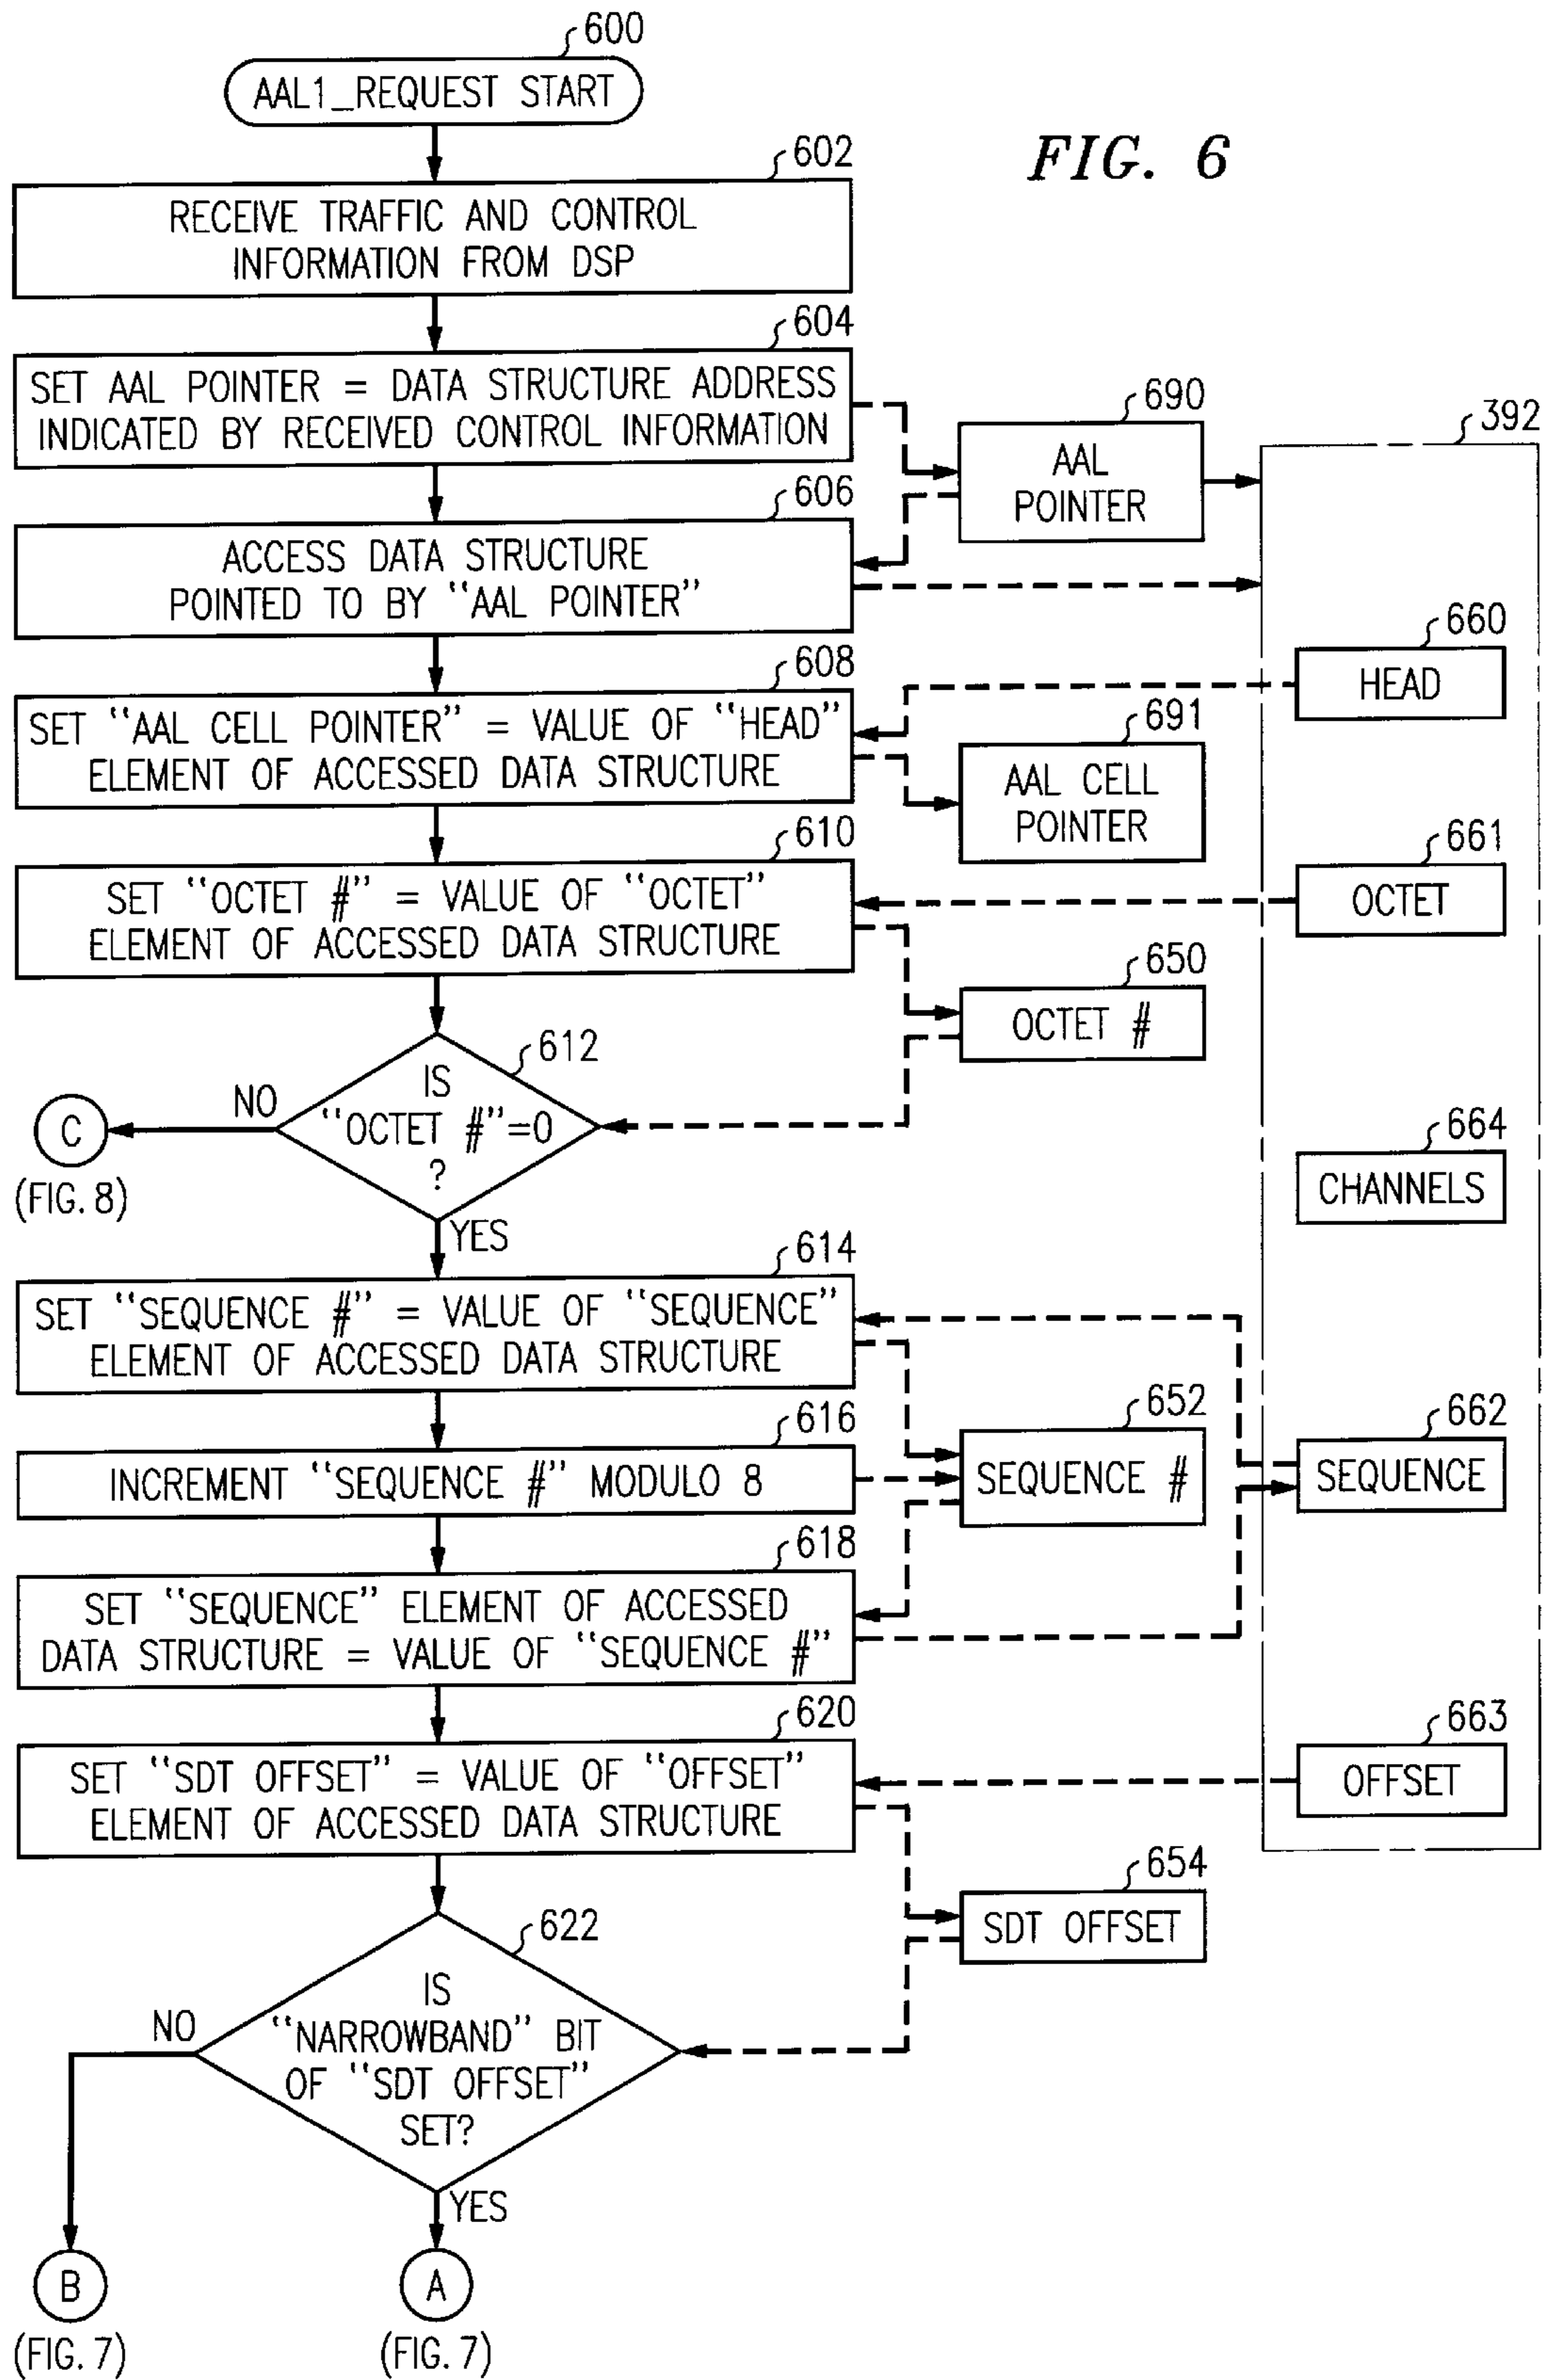 600
AAL1_REQUEST START
FIG. 6
602
RECEIVE TRAFFIC AND CONTROL
INFORMATION FROM DSP
604
SET AAL POINTER = DATA STRUCTURE ADDRESS
INDICATED BY RECEIVED CONTROL INFORMATION
690
AAL
POINTER
392
606
ACCESS DATA STRUCTURE
POINTED TO BY “AAL POINTER”
660
HEAD
608
SET “AAL CELL POINTER” = VALUE OF “HEAD”
ELEMENT OF ACCESSED DATA STRUCTURE
691
AAL CELL
POINTER
610
SET “OCTET #” = VALUE OF “OCTET”
ELEMENT OF ACCESSED DATA STRUCTURE
661
OCTET
650
OCTET #
612
IS
“OCTET #”=0
?
NO
C
(FIG. 8)
YES
664
CHANNELS
614
SET “SEQUENCE #” = VALUE OF “SEQUENCE”
ELEMENT OF ACCESSED DATA STRUCTURE
616
INCREMENT “SEQUENCE #” MODULO 8
652
SEQUENCE #
662
SEQUENCE
618
SET “SEQUENCE” ELEMENT OF ACCESSED
DATA STRUCTURE = VALUE OF “SEQUENCE #”
620
SET “SDT OFFSET” = VALUE OF “OFFSET”
ELEMENT OF ACCESSED DATA STRUCTURE
663
OFFSET
654
SDT OFFSET
622
IS
“NARROWBAND” BIT
OF “SDT OFFSET”
SET?
NO
YES
B
(FIG. 7)
A
(FIG. 7)